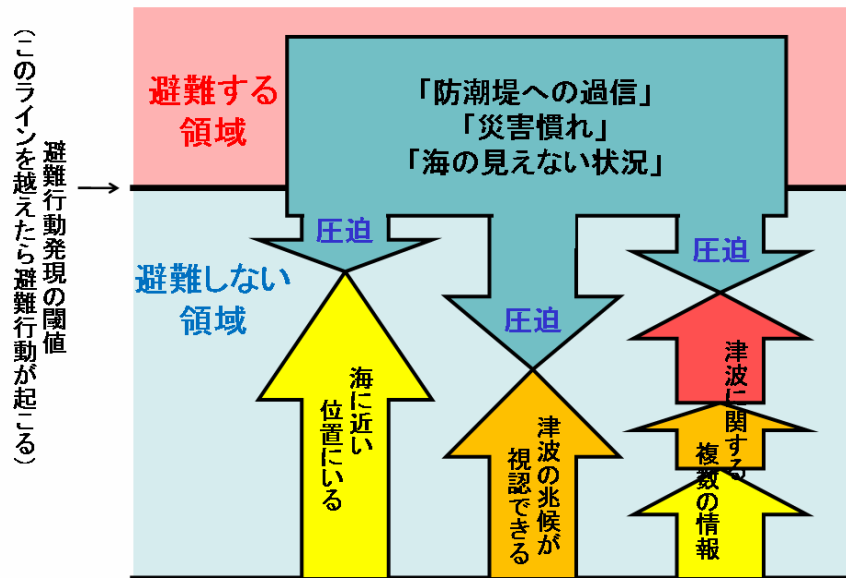 避難行動発現の閾値
（このラインを越えたら避難行動が起こる）
避難する
領域
「防潮堤への過信」
「災害慣れ」
「海の見えない状況」
避難しない
領域
圧迫
圧迫
圧迫
海に近い
位置にいる
津波の兆候が
視認できる
津波に関する
複数の情報